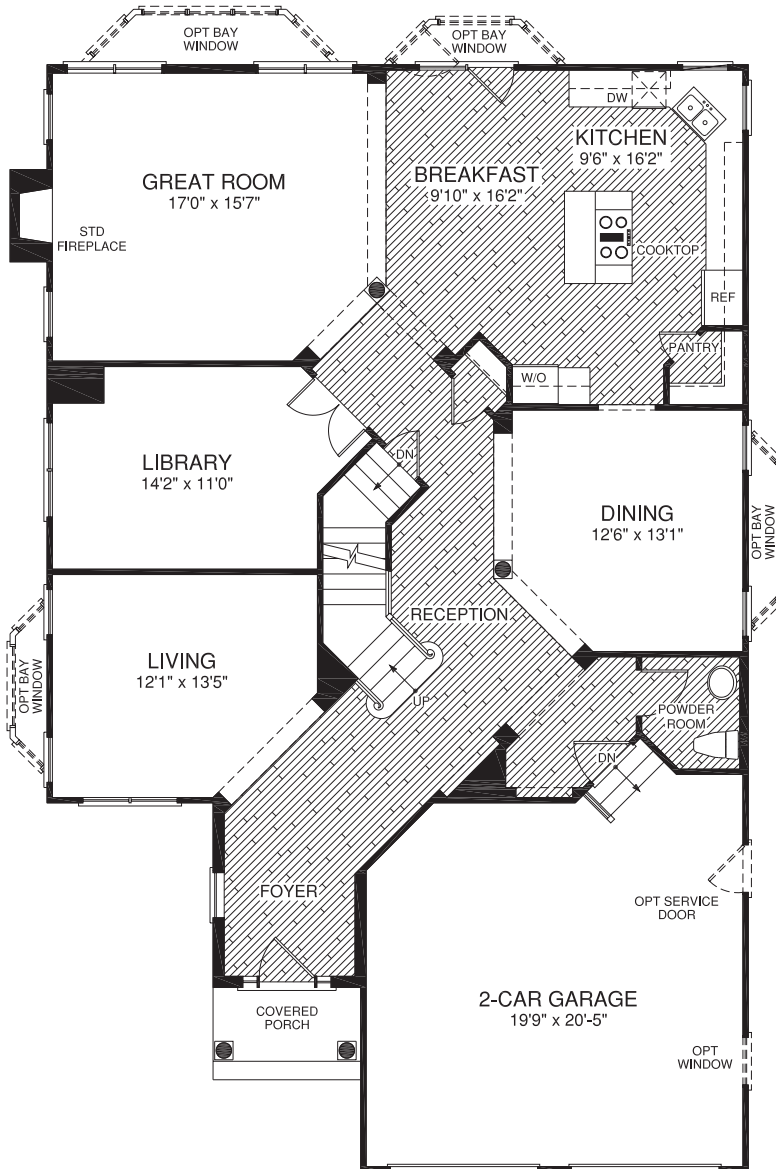 OPT BAY
WINDOW
OPT BAY
WINDOW
DW
KITCHEN
9'6" x 16'2"
BREAKFAST
9'10" x 16'2"
GREAT ROOM
17'0" x 15'7"
STD
FIREPLACE
COOKTOP
REF
PANTRY
W/O
DN
LIBRARY
14'2" x 11'0"
DINING
12'6" x 13'1"
OPT BAY
WINDOW
RECEPTION
LIVING
12'1" x 13'5"
OPT BAY
WINDOW
UP
POWDER
ROOM
DN
FOYER
OPT SERVICE
DOOR
2-CAR GARAGE
19'9" x 20'-5"
COVERED
PORCH
OPT
WINDOW